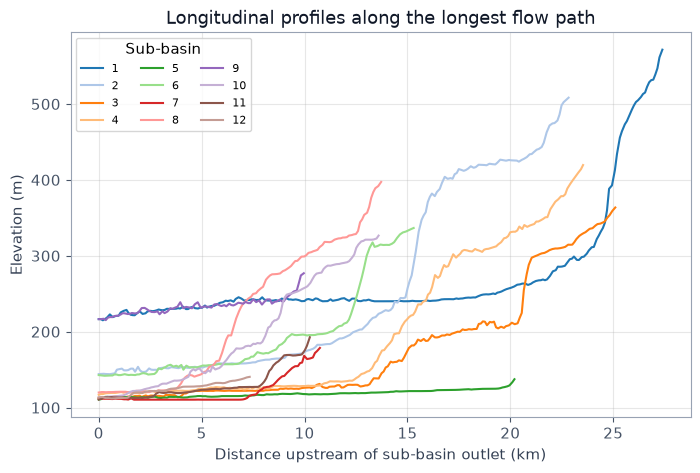 Longitudinal profiles along the longest flow path
Elevation (m)
500
400
300
200
100
Sub-basin
1 5 9
2 6 10
3 7 11
4 8 12
0 5 10 15 20 25
Distance upstream of sub-basin outlet (km)